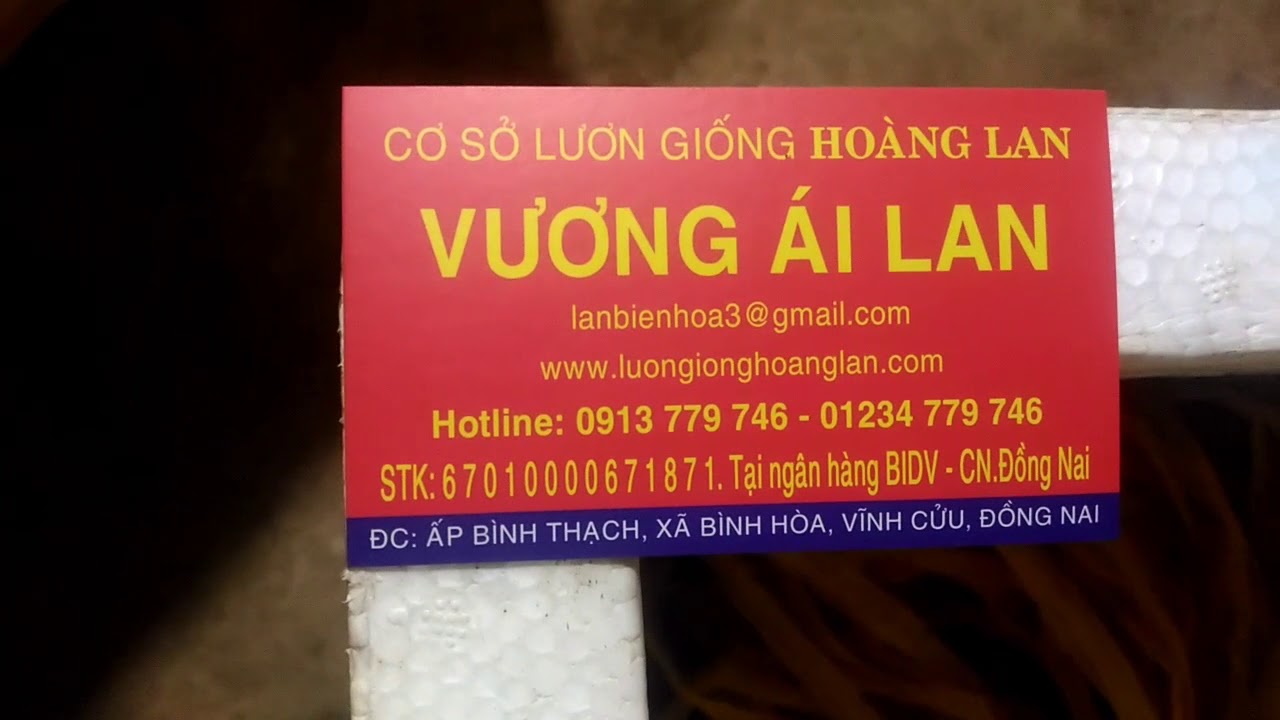 CƠ SỞ LƯƠN GIỐNG HOÀNG LAN
VƯƠNG ÁI LAN
lanbienhoa3@gmail.com
www.luongionghoanglan.com
Hotline: 0913 779 746 - 01234 779 746
STK: 67010000671871. Tại ngân hàng BIDV - CN.Đồng Nai
ĐC: ẤP BÌNH THẠCH, XÃ BÌNH HÒA, VĨNH CỬU, ĐỒNG NAI